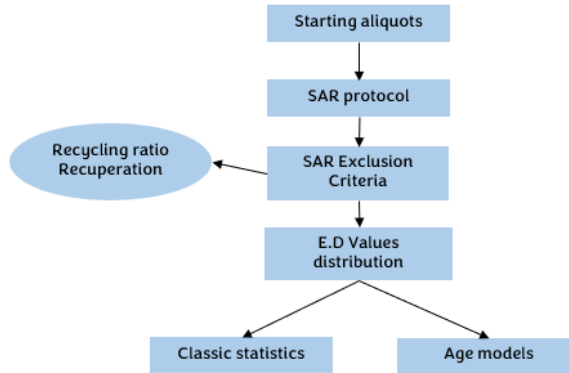 Starting aliquots
SAR protocol
Recycling ratio
Recuperation
SAR Exclusion
Criteria
E.D Values
distribution
Classic statistics
Age models